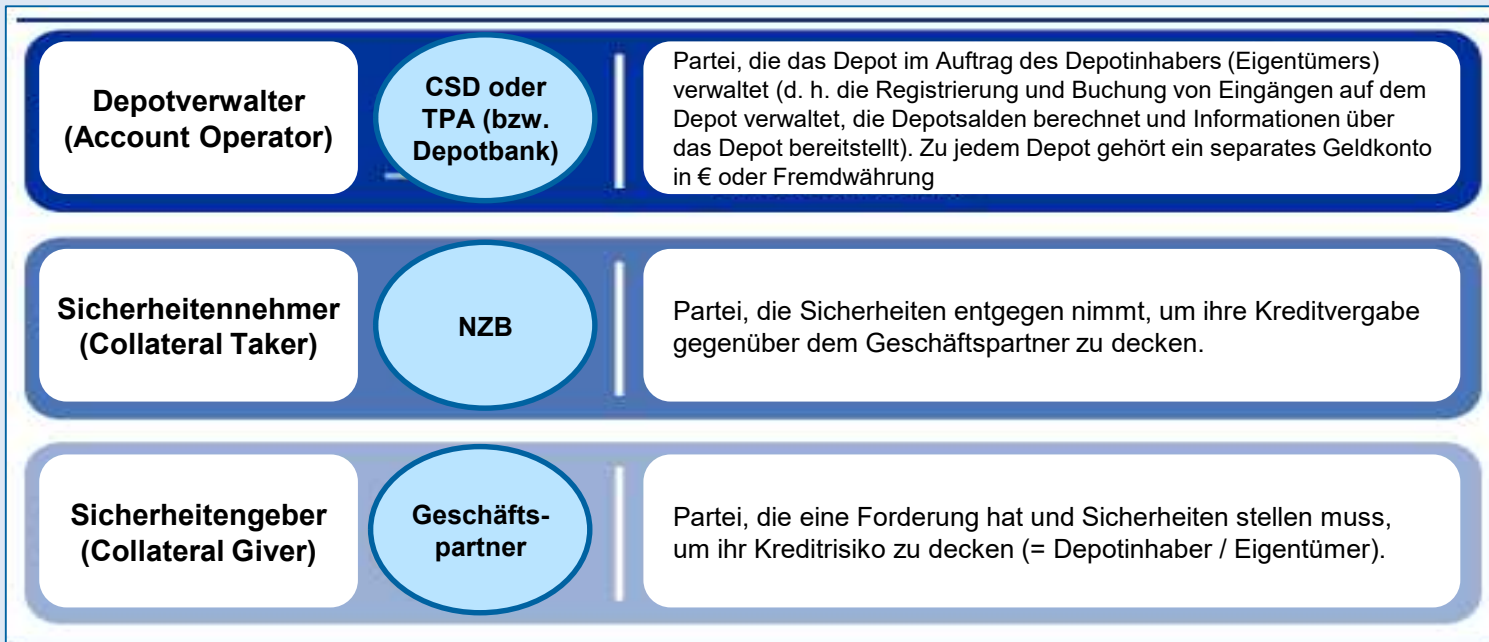 Depotverwalter
(Account Operator)
CSD oder
TPA (bzw.
Depotbank)
Partei, die das Depot im Auftrag des Depotinhabers (Eigentümers)
verwaltet (d. h. die Registrierung und Buchung von Eingängen auf dem
Depot verwaltet, die Depotsalden berechnet und Informationen über
das Depot bereitstellt). Zu jedem Depot gehört ein separates Geldkonto
in € oder Fremdwährung
Sicherheitennehmer
(Collateral Taker)
NZB
Partei, die Sicherheiten entgegen nimmt, um ihre Kreditvergabe
gegenüber dem Geschäftspartner zu decken.
Sicherheitengeber
(Collateral Giver)
Geschäfts-
partner
Partei, die eine Forderung hat und Sicherheiten stellen muss,
um ihr Kreditrisiko zu decken (= Depotinhaber / Eigentümer).